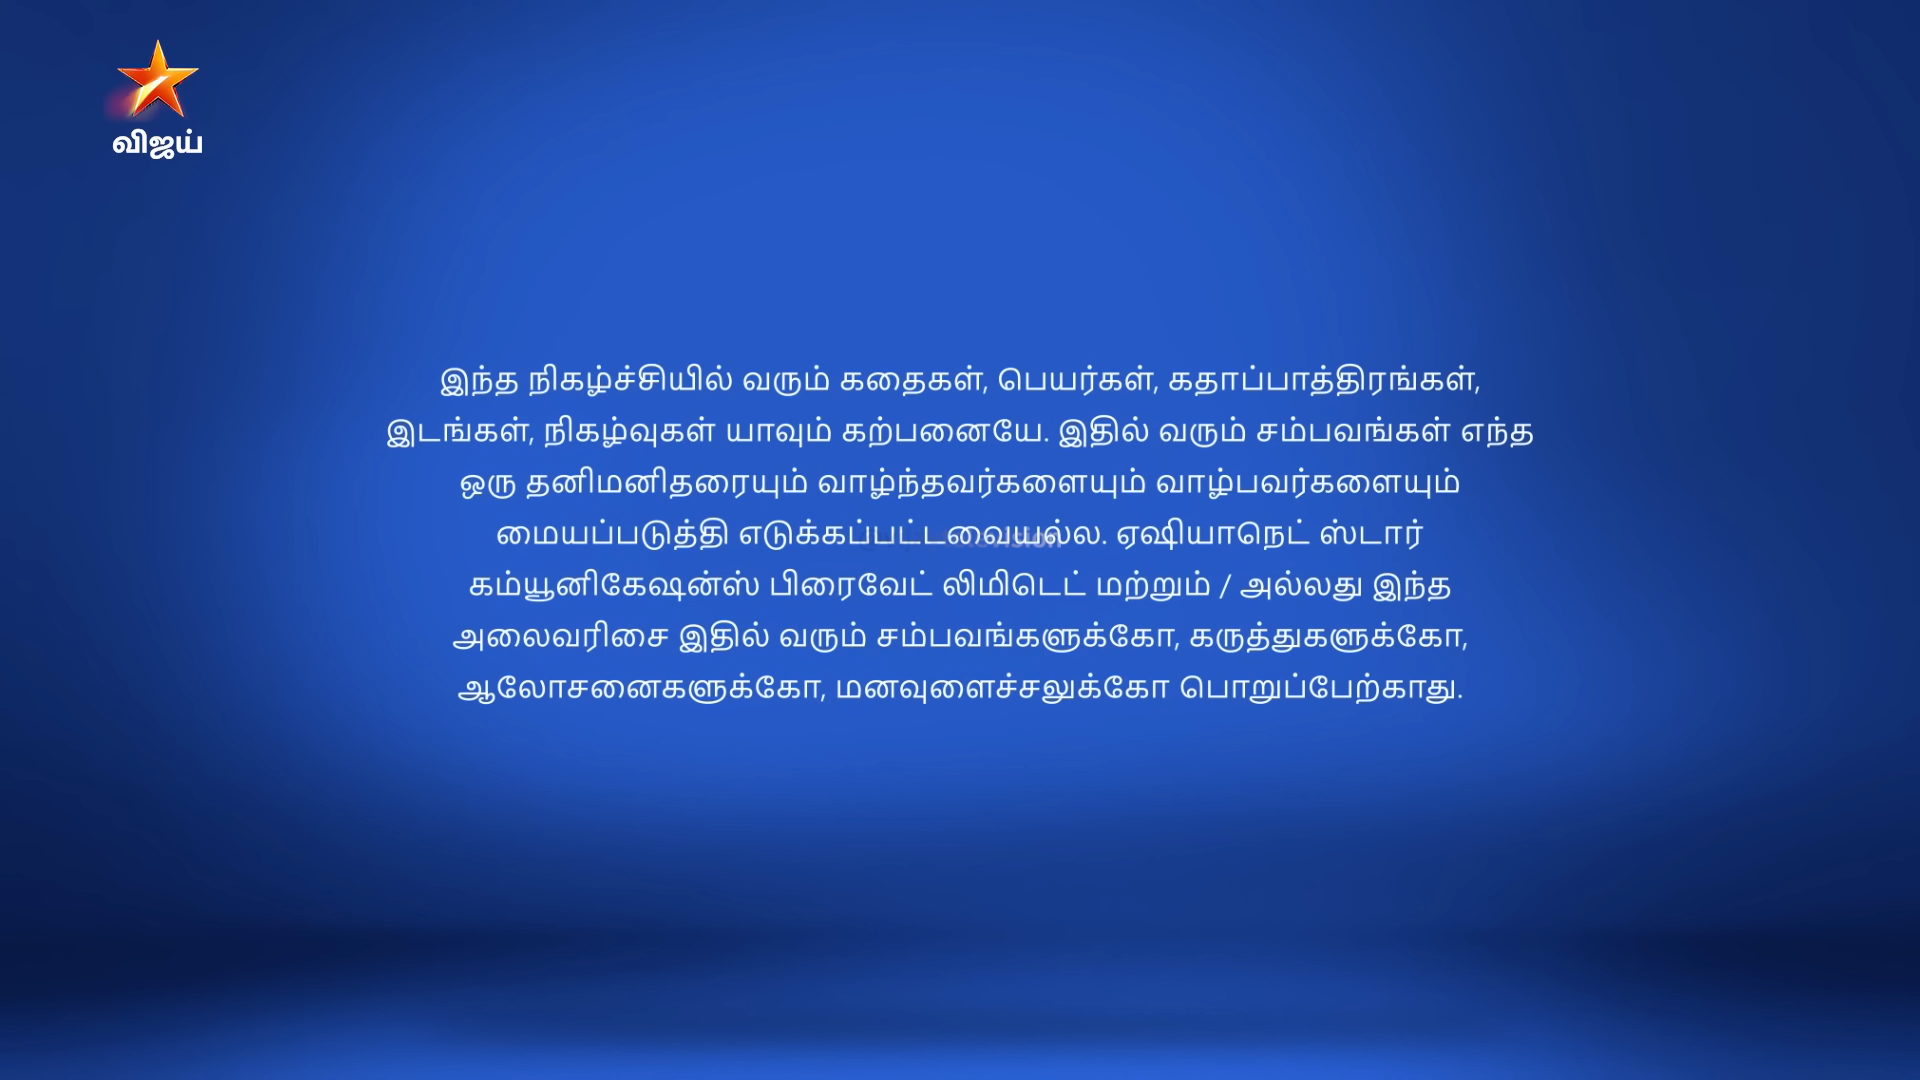 விஜய்
இந்த நிகழ்ச்சியில் வரும் கதைகள், பெயர்கள், கதாப்பாத்திரங்கள்,
இடங்கள், நிகழ்வுகள் யாவும் கற்பனையே. இதில் வரும் சம்பவங்கள் எந்த
ஒரு தனிமனிதரையும் வாழ்ந்தவர்களையும் வாழ்பவர்களையும்
மையப்படுத்தி எடுக்கப்பட்டவையல்ல. ஏஷியாநெட் ஸ்டார்
கம்யூனிகேஷன்ஸ் பிரைவேட் லிமிடெட் மற்றும் / அல்லது இந்த
அலைவரிசை இதில் வரும் சம்பவங்களுக்கோ, கருத்துகளுக்கோ,
ஆலோசனைகளுக்கோ, மனவுளைச்சலுக்கோ பொறுப்பேற்காது.